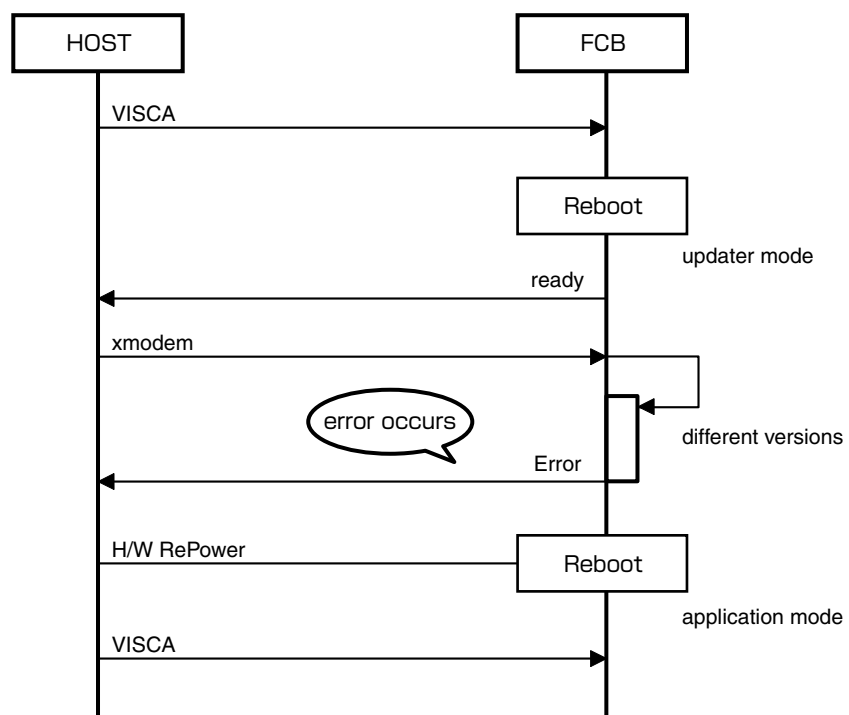 HOST
FCB
VISCA
Reboot
updater mode
ready
xmodem
error occurs
different versions
Error
H/W RePower
Reboot
application mode
VISCA